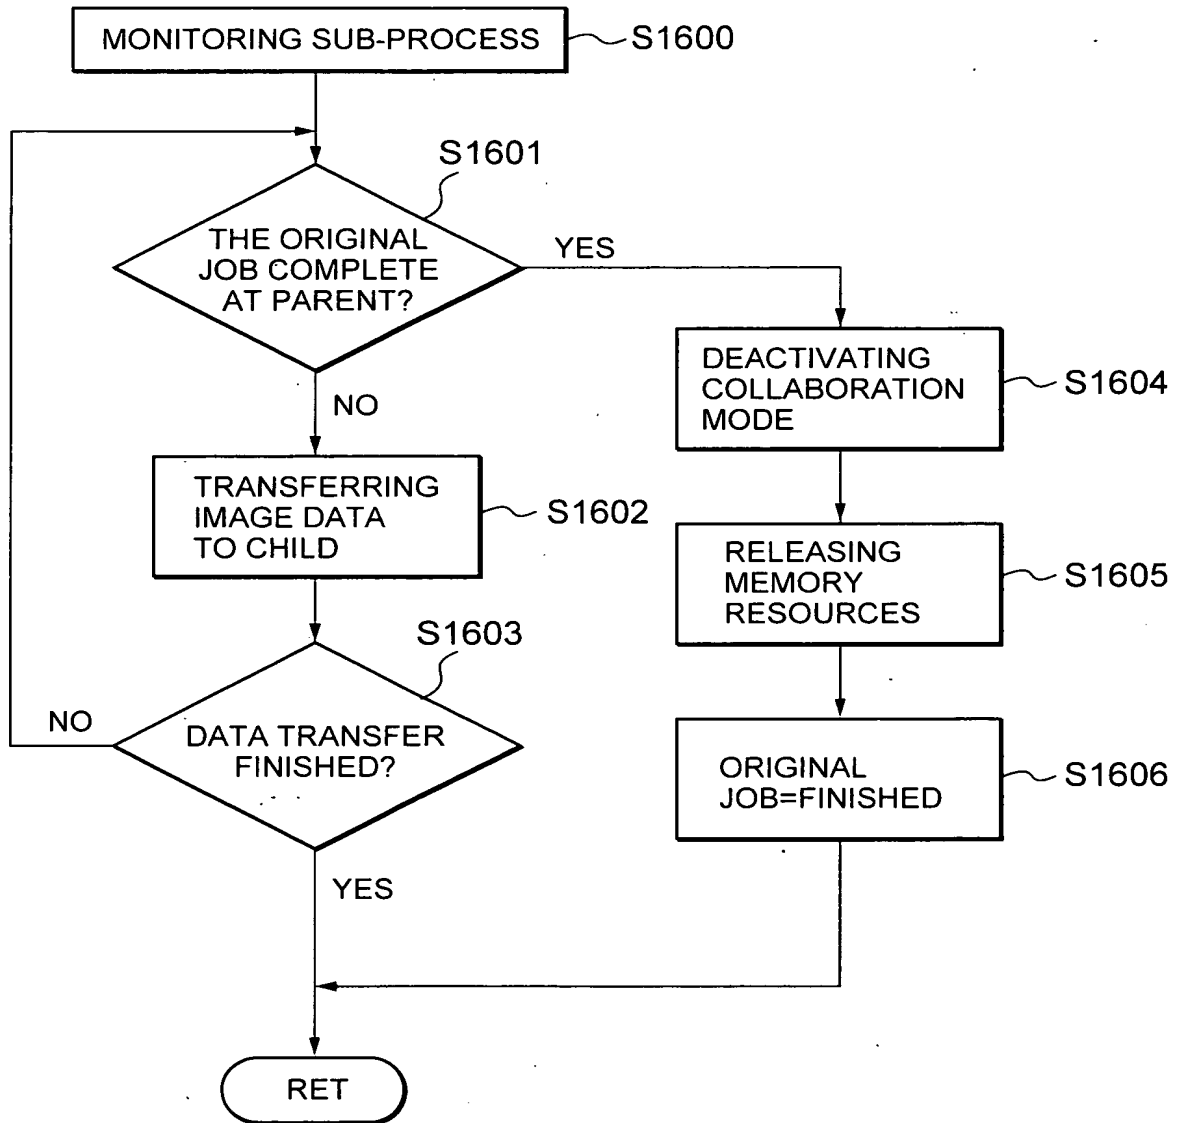 MONITORING SUB-PROCESS
S1600
S1601
THE ORIGINAL
JOB COMPLETE
AT PARENT?
YES
NO
DEACTIVATING
COLLABORATION
MODE
S1604
TRANSFERRING
IMAGE DATA
TO CHILD
S1602
RELEASING
MEMORY
RESOURCES
S1605
S1603
DATA TRANSFER
FINISHED?
NO
YES
ORIGINAL
JOB=FINISHED
S1606
RET